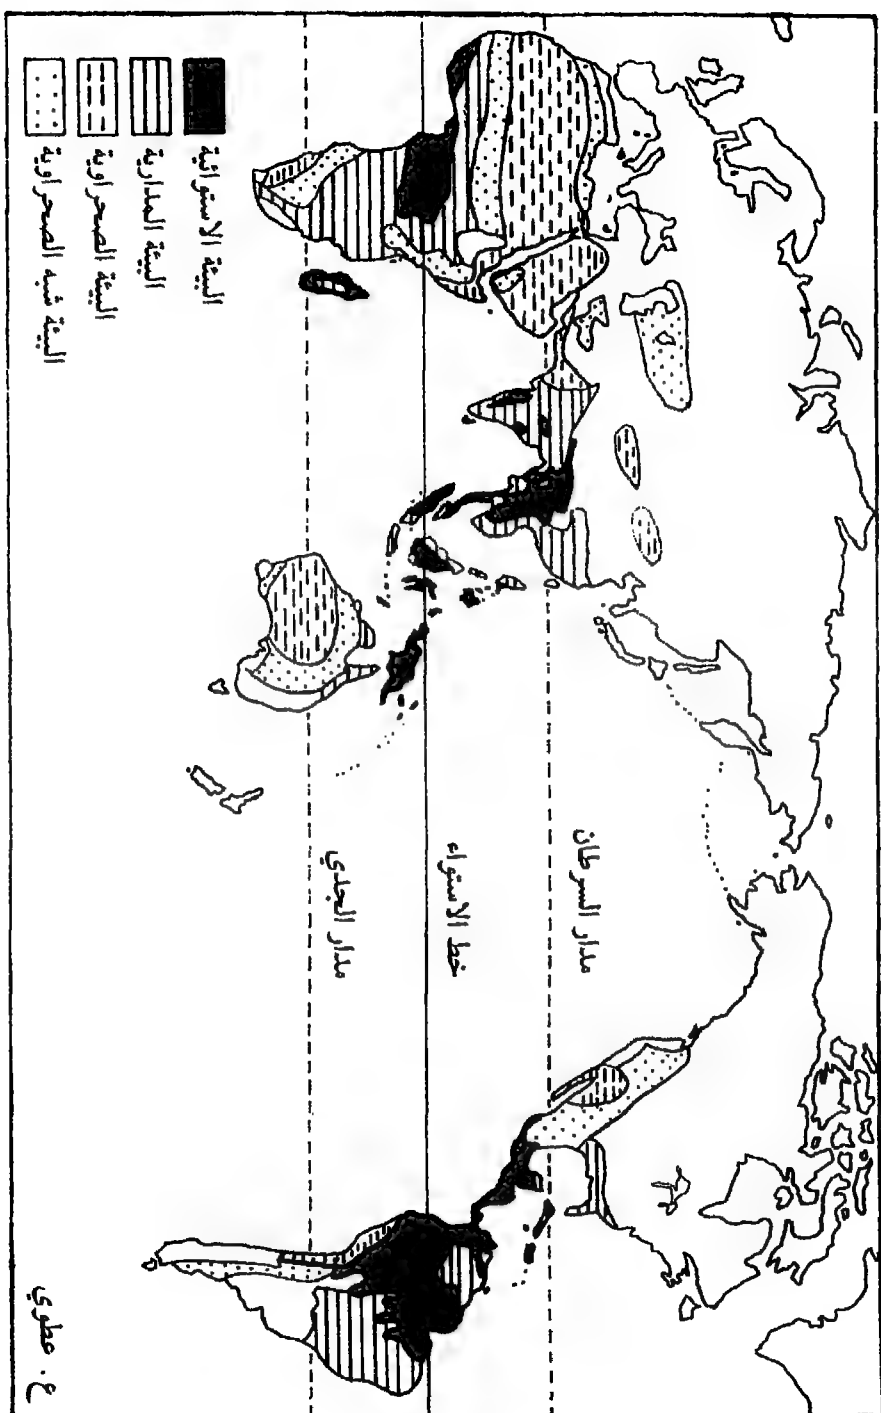 البيئة الاستوائية
البيئة المدارية
البيئة الصحراوية
البيئة شبه الصحراوية
مدار السرطان
خط الاستواء
مدار الجدي
ع. عطوي